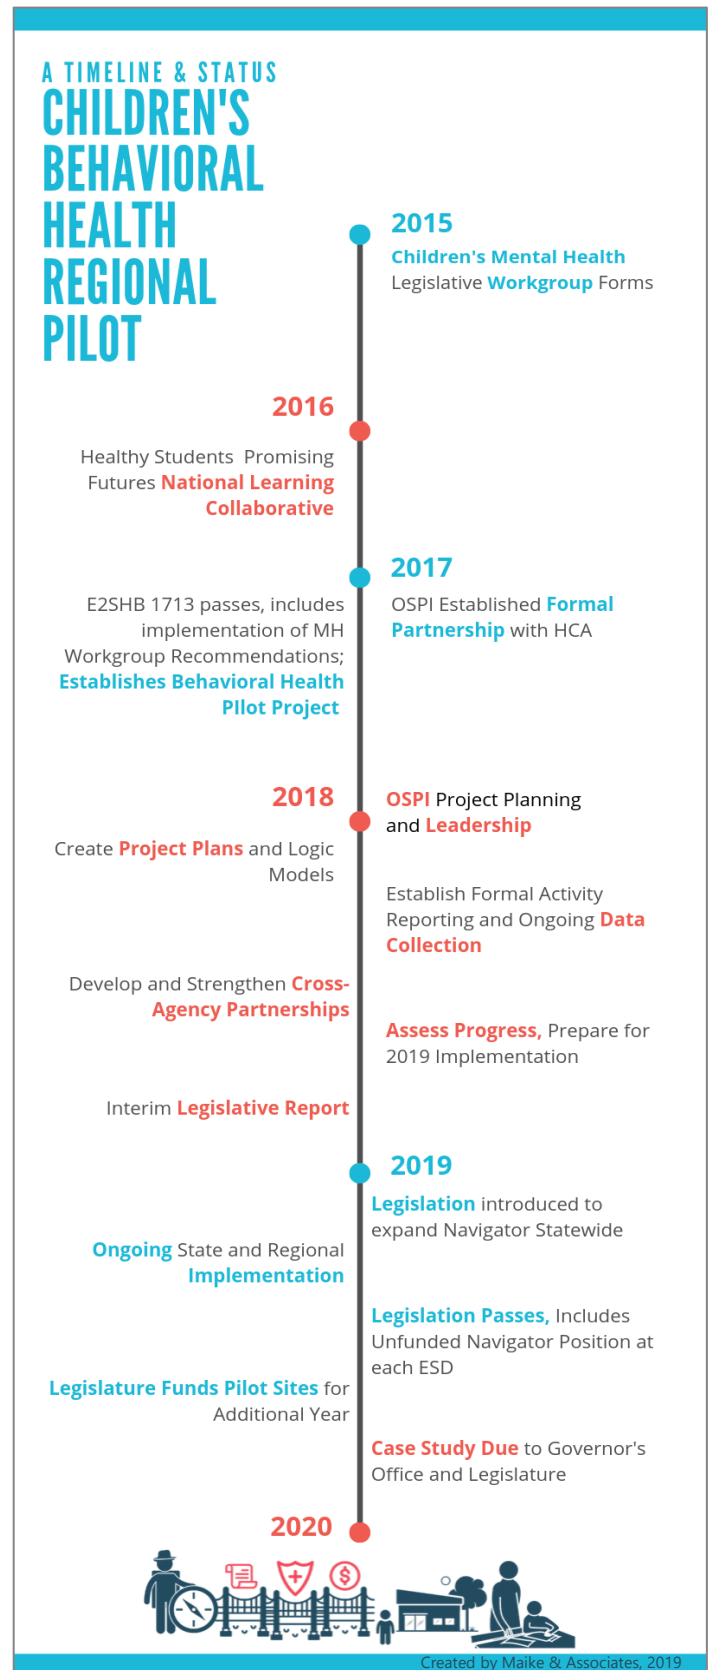 A TIMELINE & STATUS
CHILDREN'S
BEHAVIORAL
HEALTH
REGIONAL
PILOT
2015
Children's Mental Health
Legislative Workgroup Forms
2016
Healthy Students Promising
Futures National Learning
Collaborative
2017
OSPI Established Formal
Partnership with HCA
E2SHB 1713 passes, includes
implementation of MH
Workgroup Recommendations;
Establishes Behavioral Health
PIlot Project
2018
OSPI Project Planning
and Leadership
Create Project Plans and Logic
Models
Establish Formal Activity
Reporting and Ongoing Data
Collection
Develop and Strengthen Cross-
Agency Partnerships
Assess Progress, Prepare for
2019 Implementation
Interim Legislative Report
2019
Legislation introduced to
expand Navigator Statewide
Ongoing State and Regional
Implementation
Legislation Passes, Includes
Unfunded Navigator Position at
each ESD
Legislature Funds Pilot Sites for
Additional Year
Case Study Due to Governor's
Office and Legislature
2020
$
Created by Maike & Associates, 2019